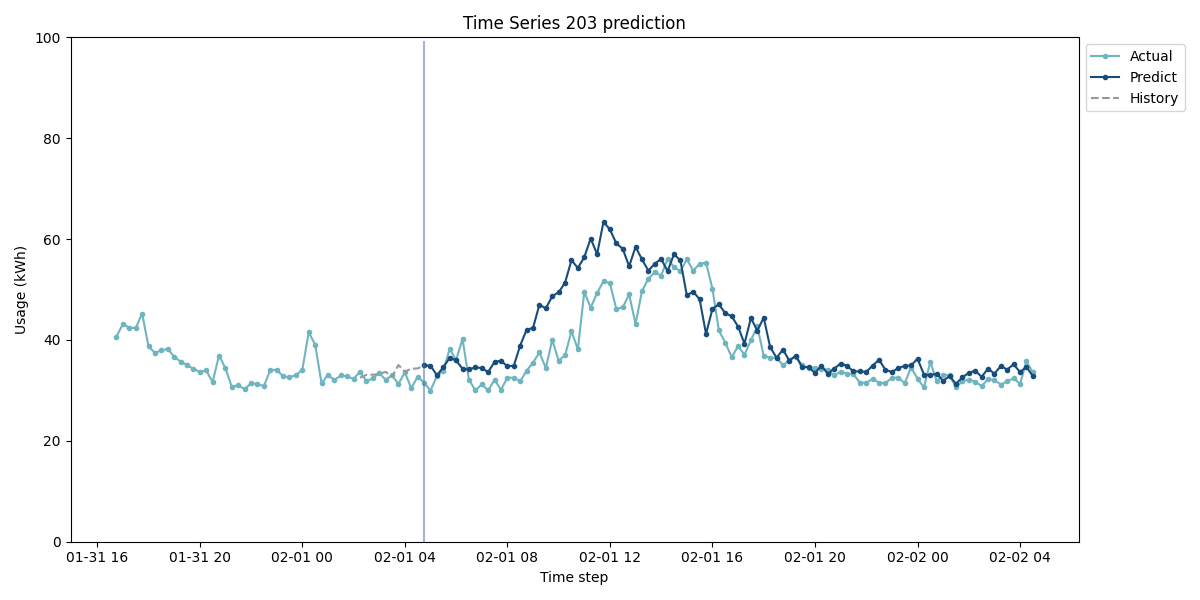 Time Series 203 prediction
Usage (kWh)
100
80
60
40
20
0
01-31 16
01-31 20
02-01 00
02-01 04
02-01 08
02-01 12
02-01 16
02-01 20
02-02 00
02-02 04
Time step
Actual
Predict
History